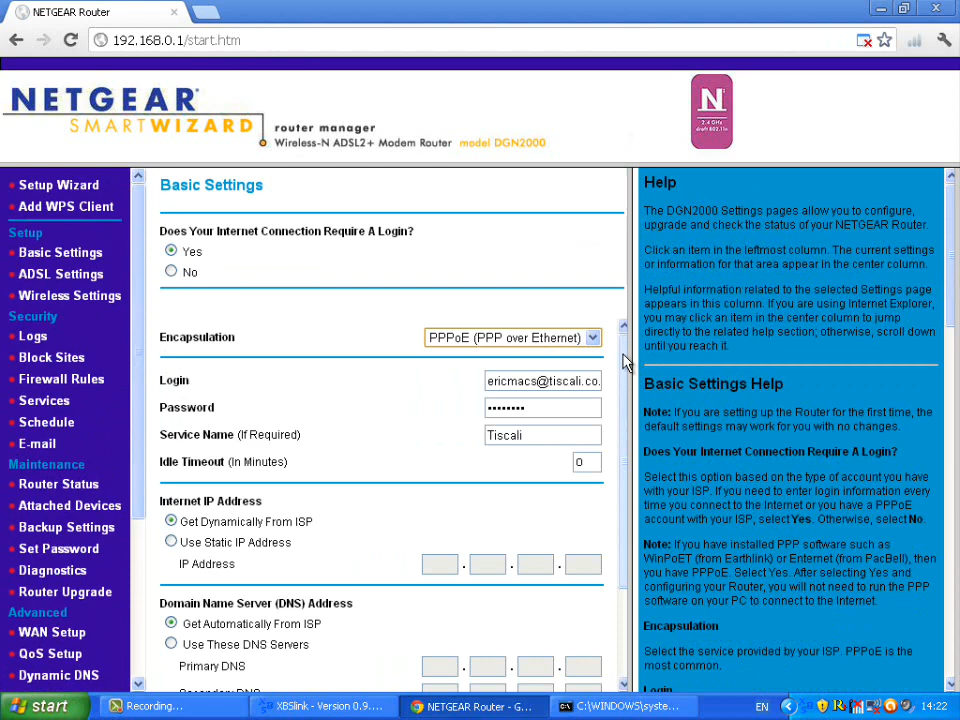 NETGEAR Router
192.168.0.1/start.htm
NETGEAR
SMARTWIZARD
router manager
Wireless-N ADSL2+ Modem Router model DGN2000
N
2.4 GHz
draft 802.11n
Setup Wizard
Add WPS Client
Setup
Basic Settings
ADSL Settings
Wireless Settings
Security
Logs
Block Sites
Firewall Rules
Services
Schedule
E-mail
Maintenance
Router Status
Attached Devices
Backup Settings
Set Password
Diagnostics
Router Upgrade
Advanced
WAN Setup
QoS Setup
Dynamic DNS
Basic Settings
Does Your Internet Connection Require A Login?
Yes
No
Encapsulation PPPoE (PPP over Ethernet)
Login ericmacs@tiscali.co.
Password ••••••••
Service Name (If Required) Tiscali
Idle Timeout (In Minutes) 0
Internet IP Address
Get Dynamically From ISP
Use Static IP Address
IP Address . . .
Domain Name Server (DNS) Address
Get Automatically From ISP
Use These DNS Servers
Primary DNS . . .
Help
The DGN2000 Settings pages allow you to configure,
upgrade and check the status of your NETGEAR Router.
Click an item in the leftmost column. The current settings
or information for that area appear in the center column.
Helpful information related to the selected Settings page
appears in this column. If you are using Internet Explorer,
you may click an item in the center column to jump
directly to the related help section; otherwise, scroll down
until you reach it.
Basic Settings Help
Note: If you are setting up the Router for the first time, the
default settings may work for you with no changes.
Does Your Internet Connection Require A Login?
Select this option based on the type of account you have
with your ISP. If you need to enter login information every
time you connect to the Internet or you have a PPPoE
account with your ISP, select Yes. Otherwise, select No.
Note: If you have installed PPP software such as
WinPoET (from Earthlink) or Enternet (from PacBell), then
you have PPPoE. Select Yes. After selecting Yes and
configuring your Router, you will not need to run the PPP
software on your PC to connect to the Internet.
Encapsulation
Select the service provided by your ISP PPPoE is the
most common.
Login
start
Recording...
XBSlink - Version 0.9....
NETGEAR Router - G...
C:\WINDOWS\syste...
EN
14:22